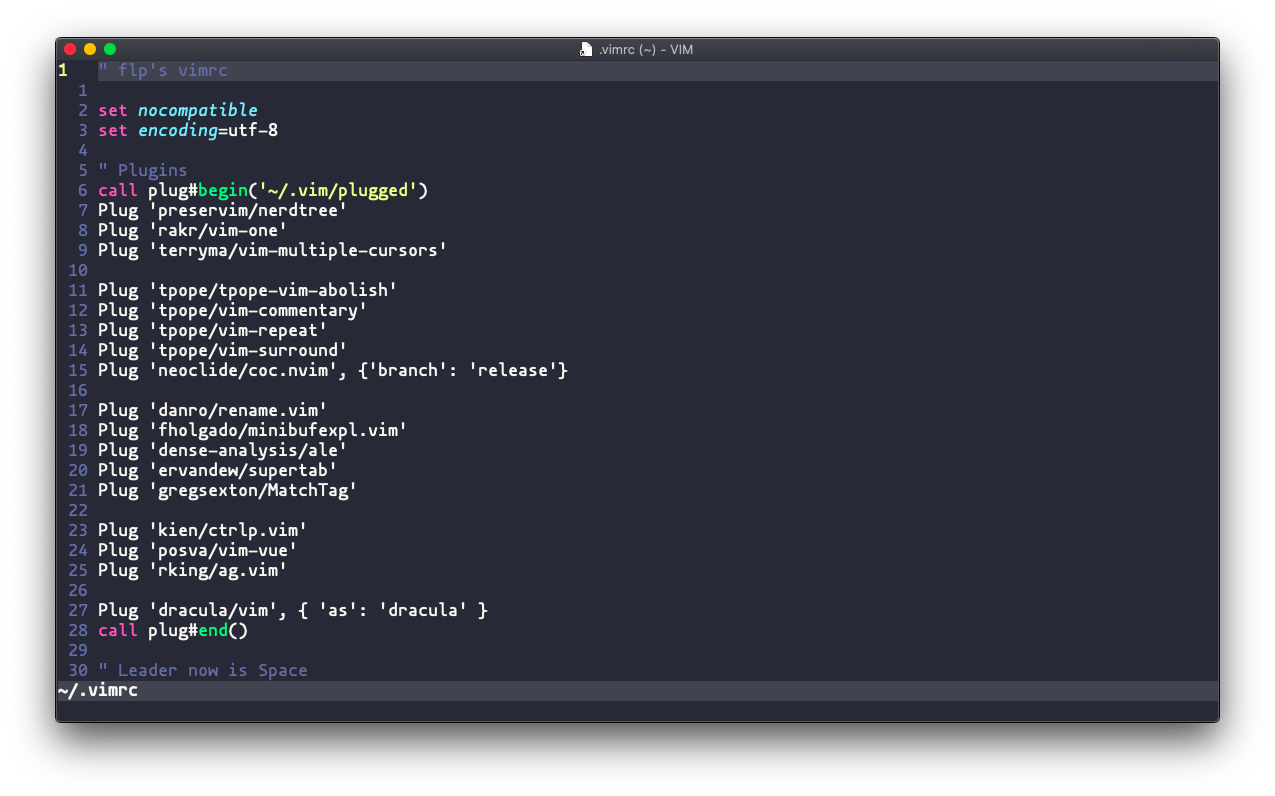 .vimrc (~) - VIM
1 " flp's vimrc
1
2 set nocompatible
3 set encoding=utf-8
4
5 " Plugins
6 call plug#begin('~/.vim/plugged')
7 Plug 'preservim/nerdtree'
8 Plug 'rakr/vim-one'
9 Plug 'terryma/vim-multiple-cursors'
10
11 Plug 'tpope/tpope-vim-abolish'
12 Plug 'tpope/vim-commentary'
13 Plug 'tpope/vim-repeat'
14 Plug 'tpope/vim-surround'
15 Plug 'neoclide/coc.nvim', {'branch': 'release'}
16
17 Plug 'danro/rename.vim'
18 Plug 'fholgado/minibufexpl.vim'
19 Plug 'dense-analysis/ale'
20 Plug 'ervandew/supertab'
21 Plug 'gregsexton/MatchTag'
22
23 Plug 'kien/ctrlp.vim'
24 Plug 'posva/vim-vue'
25 Plug 'rking/ag.vim'
26
27 Plug 'dracula/vim', { 'as': 'dracula' }
28 call plug#end()
29
30 " Leader now is Space
~/.vimrc